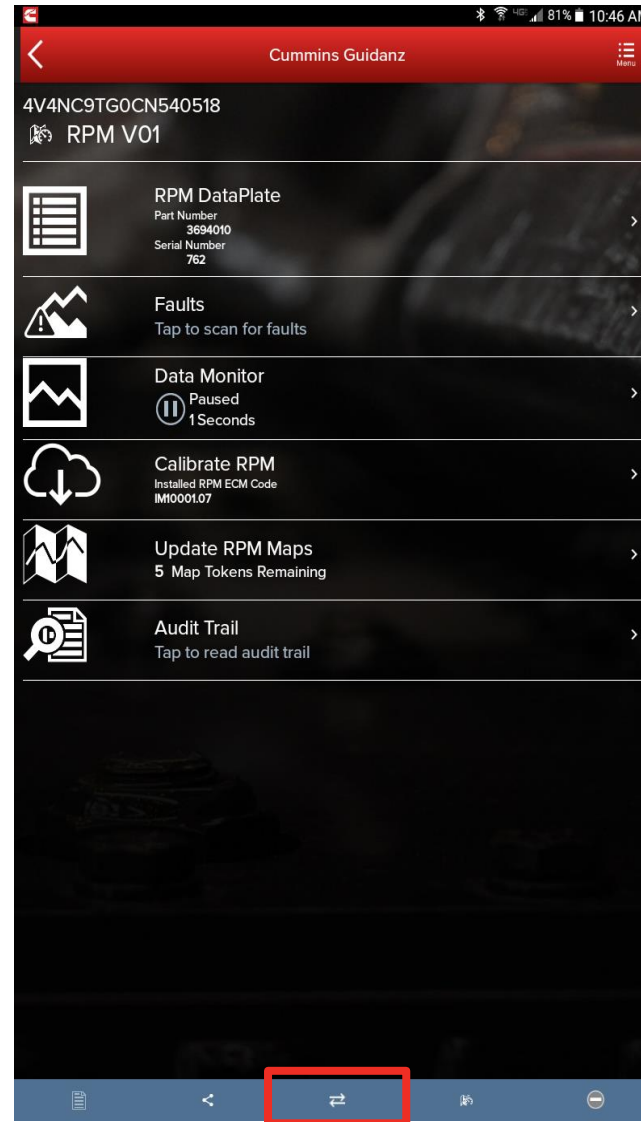 4G 81% 10:46 AM
Cummins Guidanz
Menu
4V4NC9TG0CN540518
RPM V01
RPM DataPlate
Part Number
3694010
Serial Number
762
Faults
Tap to scan for faults
Data Monitor
Paused
1 Seconds
Calibrate RPM
Installed RPM ECM Code
IM10001.07
Update RPM Maps
5 Map Tokens Remaining
Audit Trail
Tap to read audit trail